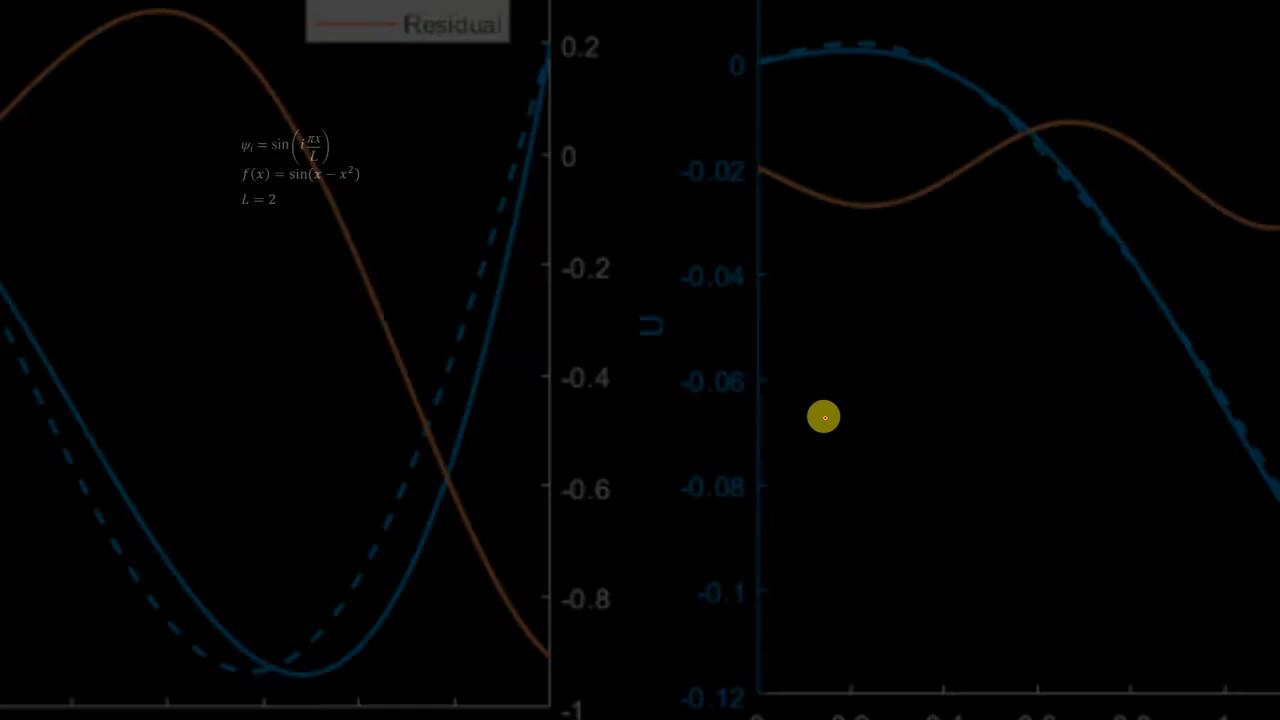 Residual
0.2
0
-0.2
-0.4
-0.6
-0.8
-1
ψᵢ = sin(i πx/L)
f(x) = sin(x − x²)
L = 2
U
0
-0.02
-0.04
-0.06
-0.08
-0.1
-0.12